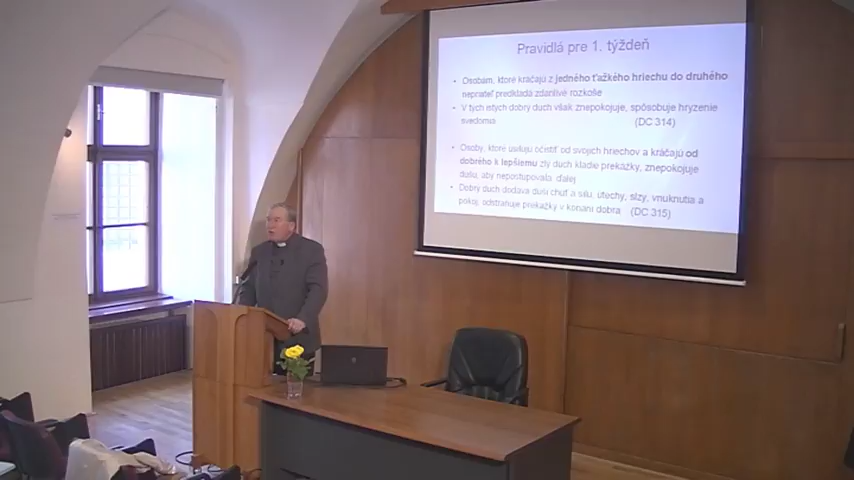 Pravidlá pre 1. týždeň
• Osobám, ktoré kráčajú z jedného ťažkého hriechu do druhého
nepriateľ predkladá zdanlivé rozkoše
• V tých istých dobrý duch však znepokojuje, spôsobuje hryzenie
svedomia (DC 314)
• Osoby, ktoré usilujú očistiť od svojich hriechov a kráčajú od
dobrého k lepšiemu zlý duch kladie prekážky, znepokojuje
dušu, aby nepostupovala ďalej
• Dobrý duch dodáva duši chuť a silu, útechy, slzy, vnuknutia a
pokoj, odstraňuje prekážky v konaní dobra (DC 315)